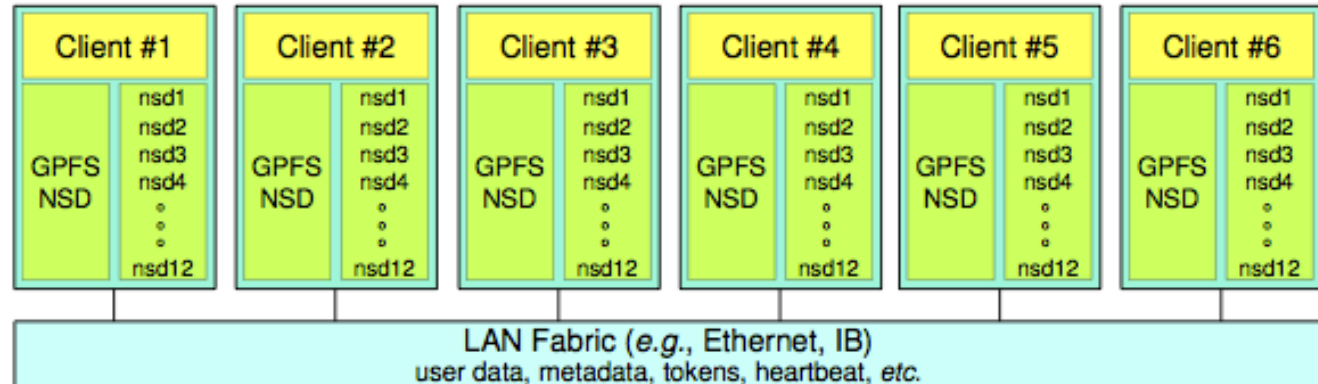 Client #1
GPFS
NSD
nsd1
nsd2
nsd3
nsd4
nsd12
Client #2
GPFS
NSD
nsd1
nsd2
nsd3
nsd4
nsd12
Client #3
GPFS
NSD
nsd1
nsd2
nsd3
nsd4
nsd12
Client #4
GPFS
NSD
nsd1
nsd2
nsd3
nsd4
nsd12
Client #5
GPFS
NSD
nsd1
nsd2
nsd3
nsd4
nsd12
Client #6
GPFS
NSD
nsd1
nsd2
nsd3
nsd4
nsd12
LAN Fabric (e.g., Ethernet, IB)
user data, metadata, tokens, heartbeat, etc.